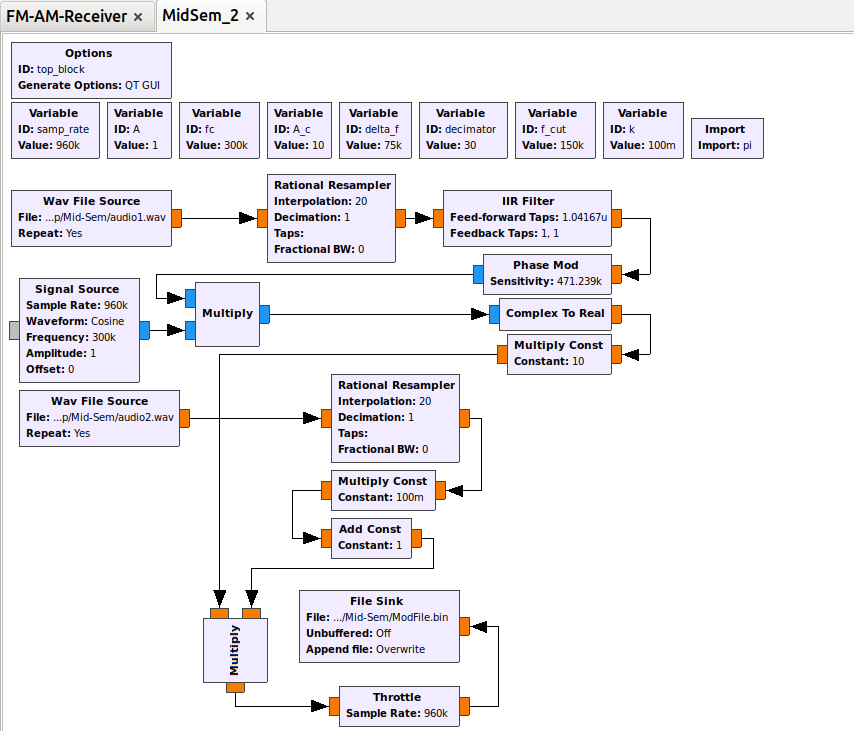 FM-AM-Receiver ×
MidSem_2 ×
Options
ID: top_block
Generate Options: QT GUI
Variable
ID: samp_rate
Value: 960k
Variable
ID: A
Value: 1
Variable
ID: fc
Value: 300k
Variable
ID: A_c
Value: 10
Variable
ID: delta_f
Value: 75k
Variable
ID: decimator
Value: 30
Variable
ID: f_cut
Value: 150k
Variable
ID: k
Value: 100m
Import
Import: pi
Wav File Source
File: ...p/Mid-Sem/audio1.wav
Repeat: Yes
Rational Resampler
Interpolation: 20
Decimation: 1
Taps:
Fractional BW: 0
IIR Filter
Feed-forward Taps: 1.04167u
Feedback Taps: 1, 1
Phase Mod
Sensitivity: 471.239k
Signal Source
Sample Rate: 960k
Waveform: Cosine
Frequency: 300k
Amplitude: 1
Offset: 0
Multiply
Complex To Real
Multiply Const
Constant: 10
Wav File Source
File: ...p/Mid-Sem/audio2.wav
Repeat: Yes
Rational Resampler
Interpolation: 20
Decimation: 1
Taps:
Fractional BW: 0
Multiply Const
Constant: 100m
Add Const
Constant: 1
Multiply
File Sink
File: .../Mid-Sem/ModFile.bin
Unbuffered: Off
Append file: Overwrite
Throttle
Sample Rate: 960k